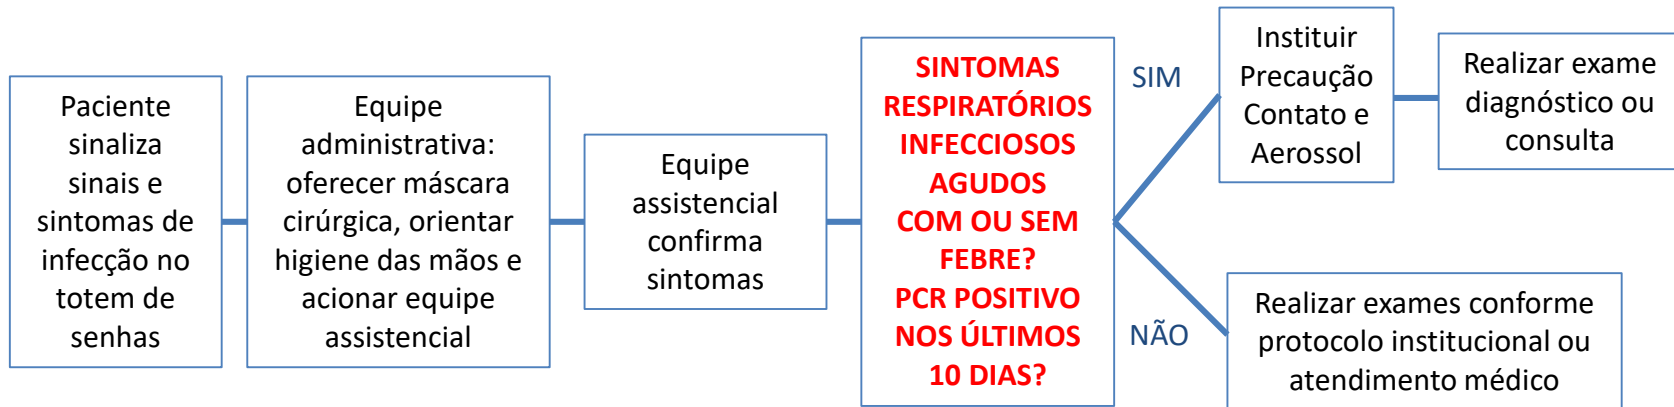 Paciente
sinaliza
sinais e
sintomas de
infecção no
totem de
senhas
Equipe
administrativa:
oferecer máscara
cirúrgica, orientar
higiene das mãos e
acionar equipe
assistencial
Equipe
assistencial
confirma
sintomas
SINTOMAS
RESPIRATÓRIOS
INFECCIOSOS
AGUDOS
COM OU SEM
FEBRE?
PCR POSITIVO
NOS ÚLTIMOS
10 DIAS?
SIM
Instituir
Precaução
Contato e
Aerossol
Realizar exame
diagnóstico ou
consulta
NÃO
Realizar exames conforme
protocolo institucional ou
atendimento médico